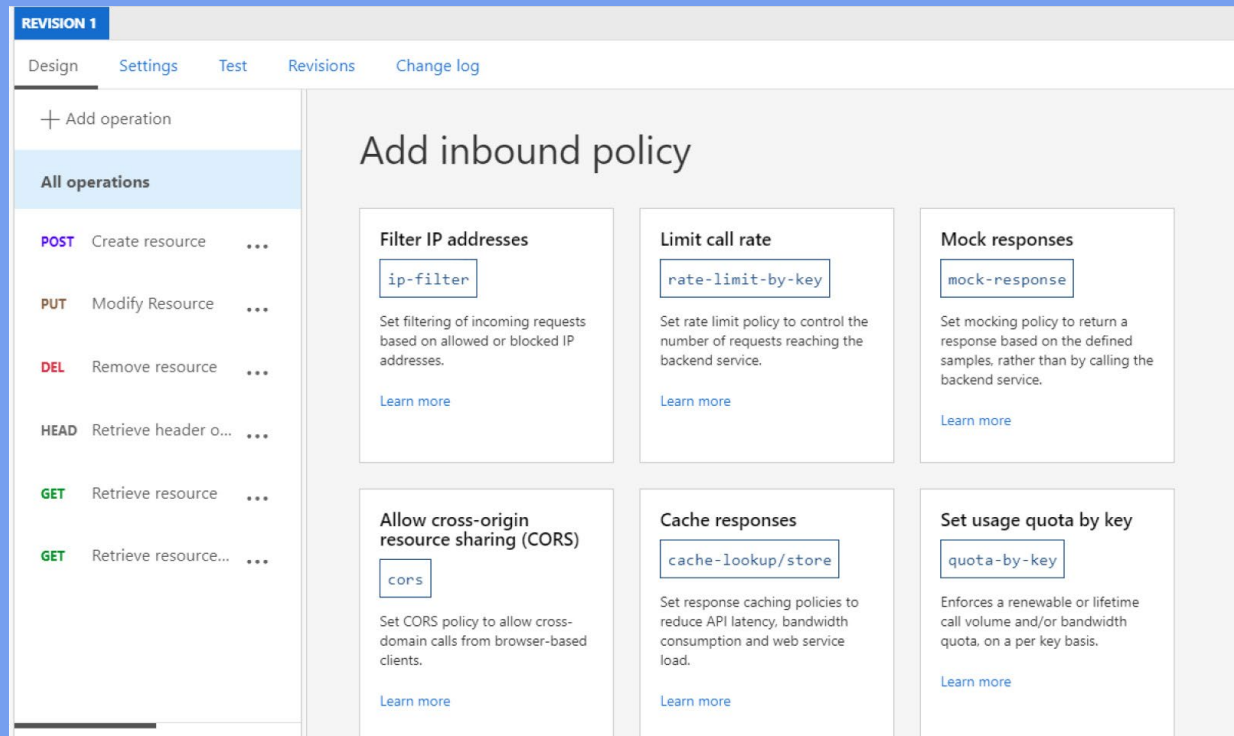 REVISION 1
Design Settings Test Revisions Change log
+ Add operation
All operations
POST Create resource ...
PUT Modify Resource ...
DEL Remove resource ...
HEAD Retrieve header o... ...
GET Retrieve resource ...
GET Retrieve resource... ...
Add inbound policy
Filter IP addresses
ip-filter
Set filtering of incoming requests
based on allowed or blocked IP
addresses.
Learn more
Limit call rate
rate-limit-by-key
Set rate limit policy to control the
number of requests reaching the
backend service.
Learn more
Mock responses
mock-response
Set mocking policy to return a
response based on the defined
samples, rather than by calling the
backend service.
Learn more
Allow cross-origin
resource sharing (CORS)
cors
Set CORS policy to allow cross-
domain calls from browser-based
clients.
Learn more
Cache responses
cache-lookup/store
Set response caching policies to
reduce API latency, bandwidth
consumption and web service
load.
Learn more
Set usage quota by key
quota-by-key
Enforces a renewable or lifetime
call volume and/or bandwidth
quota, on a per key basis.
Learn more